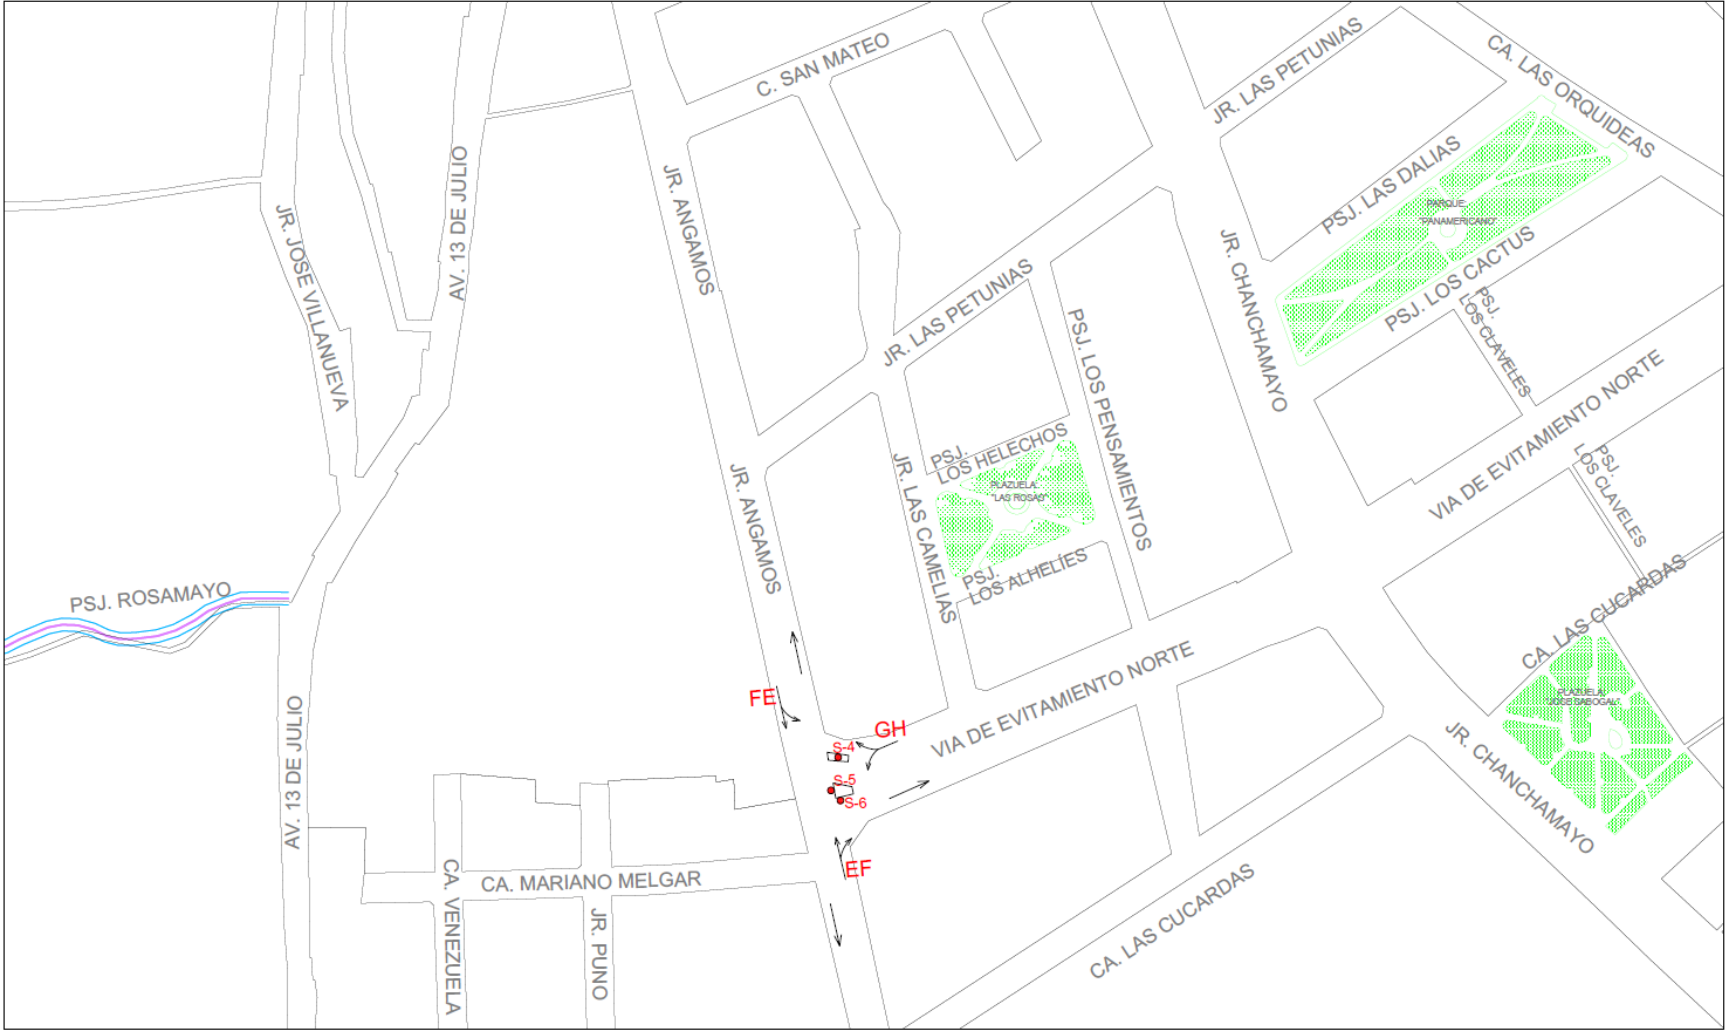 C. SAN MATEO
JR. LAS PETUNIAS
CA. LAS ORQUIDEAS
PSJ. LAS DALIAS
PARQUE:
"PANAMERICANO"
PSJ. LOS CACTUS
PSJ.
LOS CLAVELES
JR. ANGAMOS
AV. 13 DE JULIO
JR. JOSE VILLANUEVA
JR. CHANCHAMAYO
JR. LAS PETUNIAS
PSJ. LOS PENSAMIENTOS
VIA DE EVITAMIENTO NORTE
PSJ.
LOS HELECHOS
PLAZUELA:
"LAS ROSAS"
JR. ANGAMOS
JR. LAS CAMELIAS
PSJ.
LOS ALHELÍES
PSJ.
LOS CLAVELES
CA. LAS CUCARDAS
PSJ. ROSAMAYO
PLAZUELA:
"JOSE SABOGAL"
FE
GH
VIA DE EVITAMIENTO NORTE
S-4
S-5
S-6
EF
AV. 13 DE JULIO
JR. CHANCHAMAYO
CA. MARIANO MELGAR
CA. VENEZUELA
JR. PUNO
CA. LAS CUCARDAS